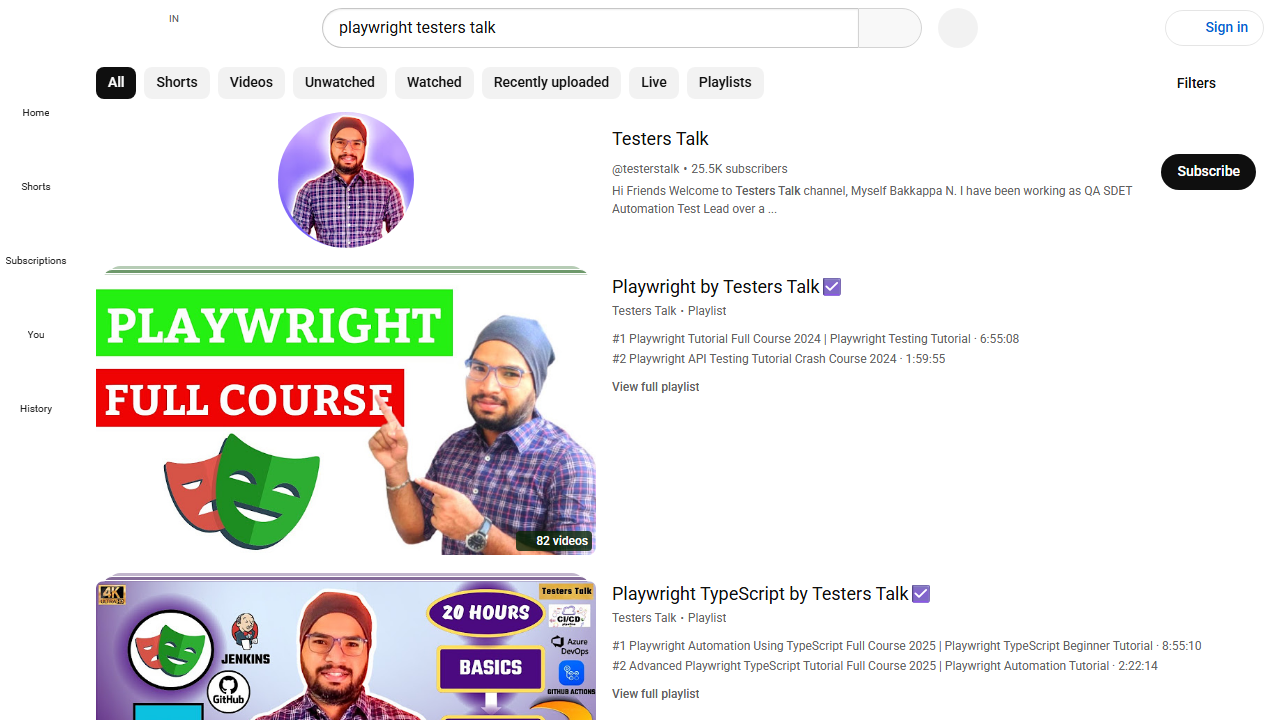 IN
playwright testers talk
Sign in
All
Shorts
Videos
Unwatched
Watched
Recently uploaded
Live
Playlists
Filters
Home
Shorts
Subscriptions
You
History
Testers Talk
@testerstalk • 25.5K subscribers
Hi Friends Welcome to Testers Talk channel, Myself Bakkappa N. I have been working as QA SDET
Automation Test Lead over a ...
Subscribe
PLAYWRIGHT
FULL COURSE
82 videos
Playwright by Testers Talk
Testers Talk • Playlist
#1 Playwright Tutorial Full Course 2024 | Playwright Testing Tutorial · 6:55:08
#2 Playwright API Testing Tutorial Crash Course 2024 · 1:59:55
View full playlist
4K
ULTRA HD
JENKINS
GitHub
20 HOURS
BASICS
Testers Talk
CI/CD
Azure
DevOps
GITHUB ACTIONS
Playwright TypeScript by Testers Talk
Testers Talk • Playlist
#1 Playwright Automation Using TypeScript Full Course 2025 | Playwright TypeScript Beginner Tutorial · 8:55:10
#2 Advanced Playwright TypeScript Tutorial Full Course 2025 | Playwright Automation Tutorial · 2:22:14
View full playlist